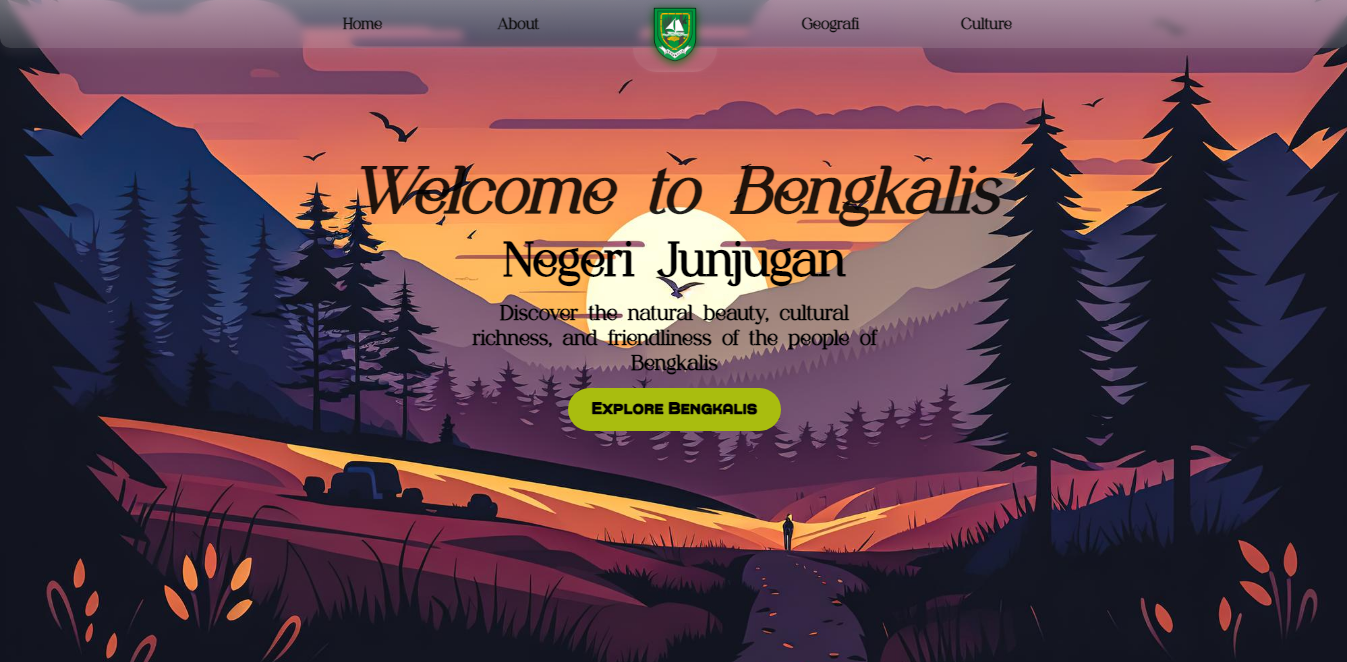 Home About Geografi Culture
Welcome to Bengkalis
Negeri Junjugan
Discover the natural beauty, cultural
richness, and friendliness of the people of
Bengkalis
Explore Bengkalis